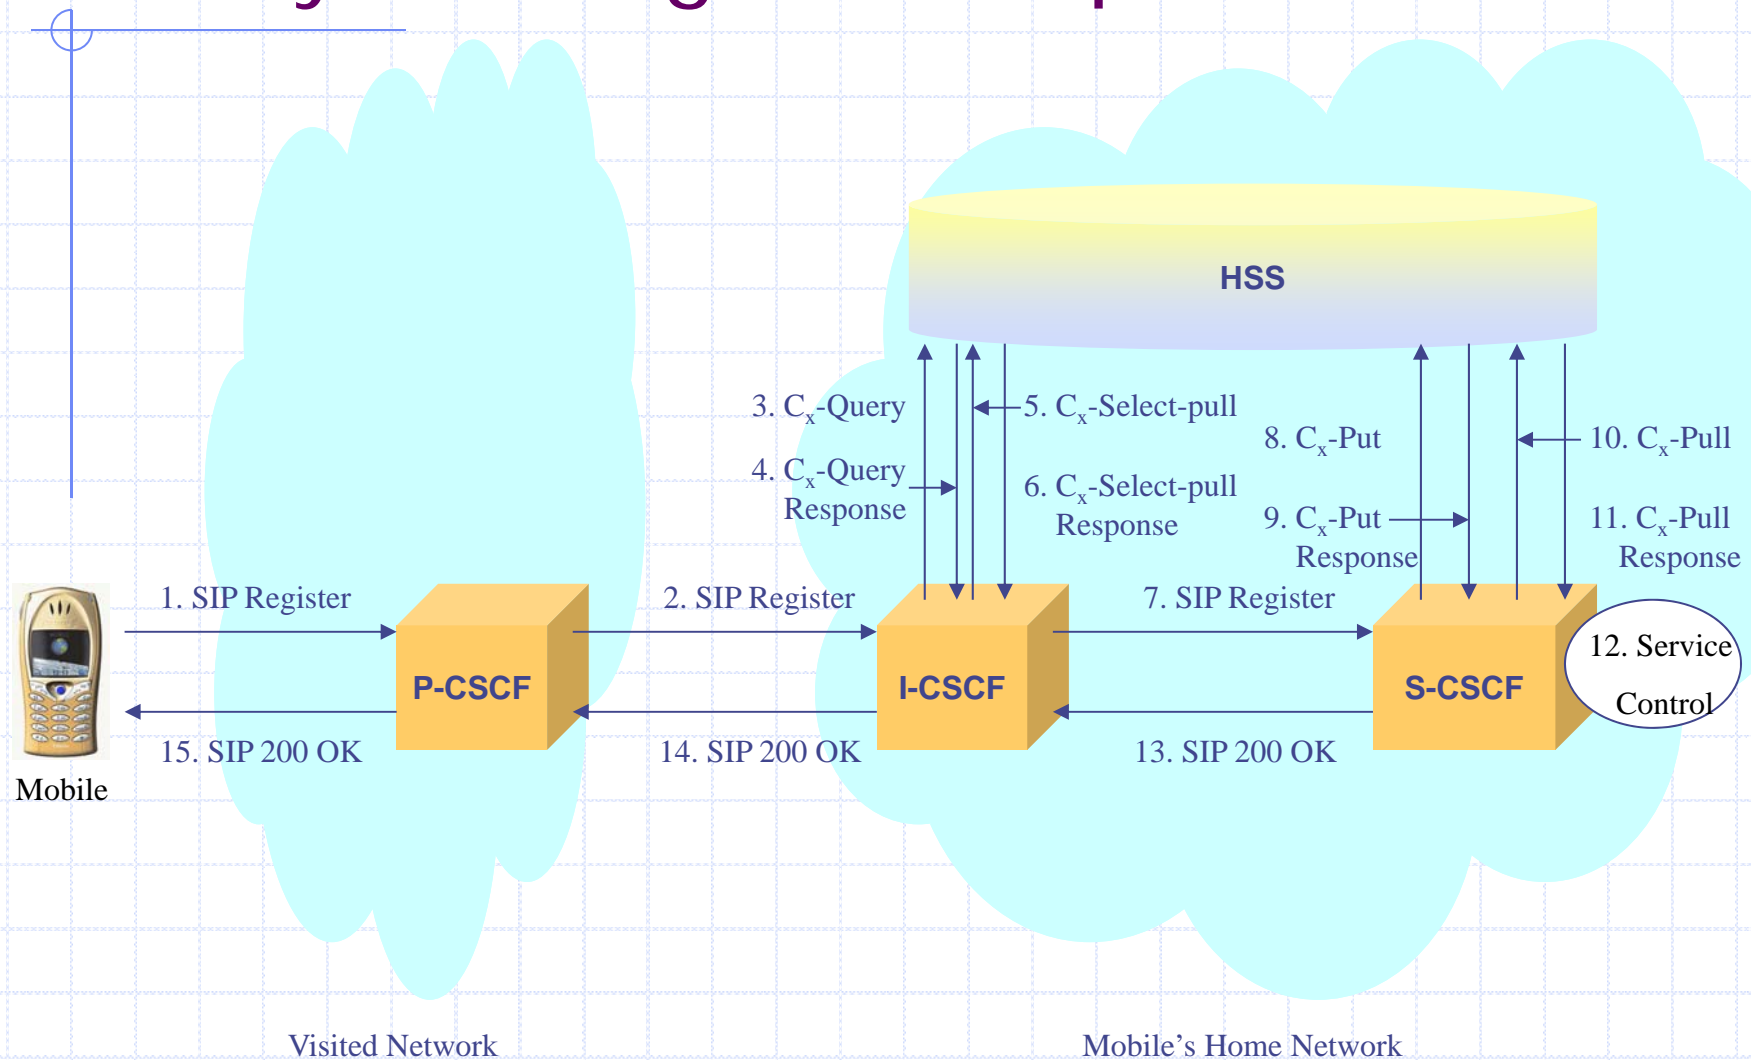 HSS
3. Cx-Query
5. Cx-Select-pull
8. Cx-Put
10. Cx-Pull
4. Cx-Query
Response
6. Cx-Select-pull
Response
9. Cx-Put
Response
11. Cx-Pull
Response
1. SIP Register
2. SIP Register
7. SIP Register
12. Service
Control
P-CSCF
I-CSCF
S-CSCF
15. SIP 200 OK
14. SIP 200 OK
13. SIP 200 OK
Mobile
Visited Network
Mobile's Home Network